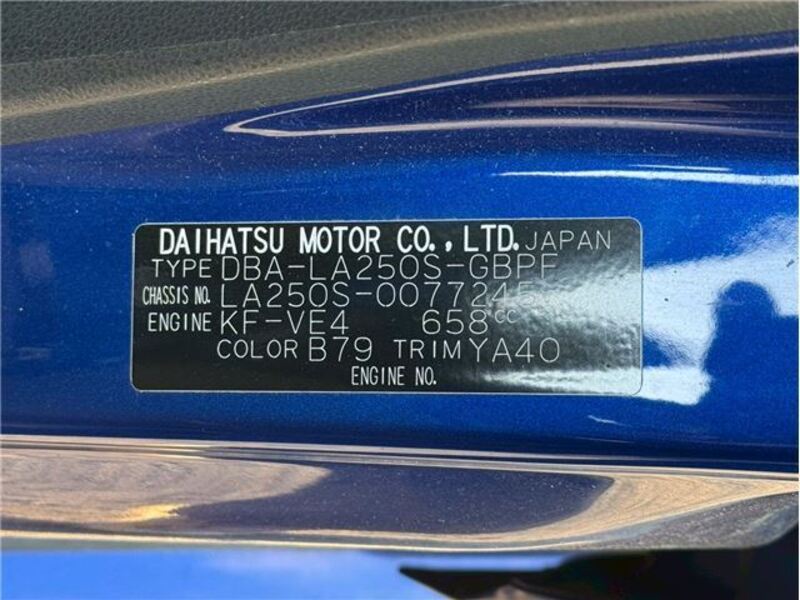 DAIHATSU MOTOR CO., LTD. JAPAN
TYPE DBA-LA250S-GBPF
CHASSIS NO. LA250S-0077245
ENGINE KF-VE4 658cc
COLOR B79 TRIM YA40
ENGINE NO.